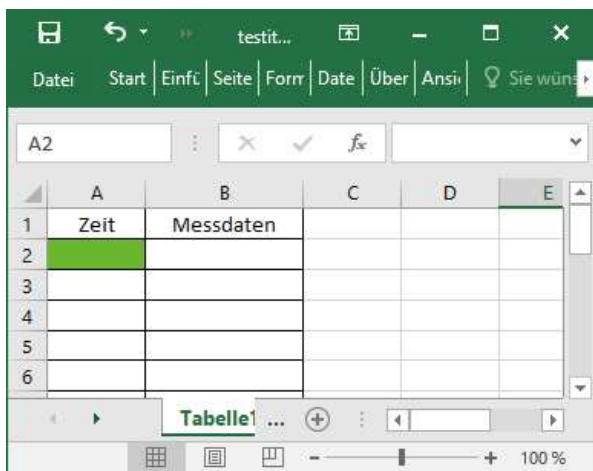 testit...
Datei Start Einfü Seite Form Date Über Ansi Sie wüns
A2 fx
A B C D E
1 Zeit Messdaten
2
3
4
5
6
Tabelle1 ...
100 %